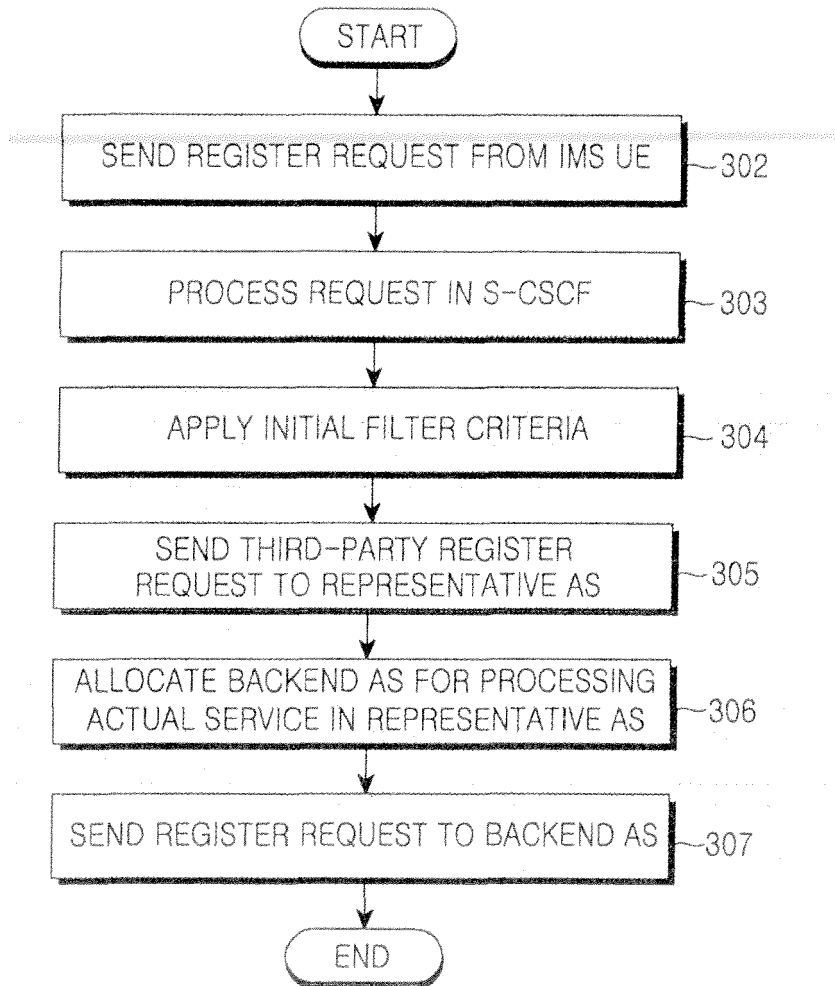 START
SEND REGISTER REQUEST FROM IMS UE
302
PROCESS REQUEST IN S-CSCF
303
APPLY INITIAL FILTER CRITERIA
304
SEND THIRD-PARTY REGISTER
REQUEST TO REPRESENTATIVE AS
305
ALLOCATE BACKEND AS FOR PROCESSING
ACTUAL SERVICE IN REPRESENTATIVE AS
306
SEND REGISTER REQUEST TO BACKEND AS
307
END